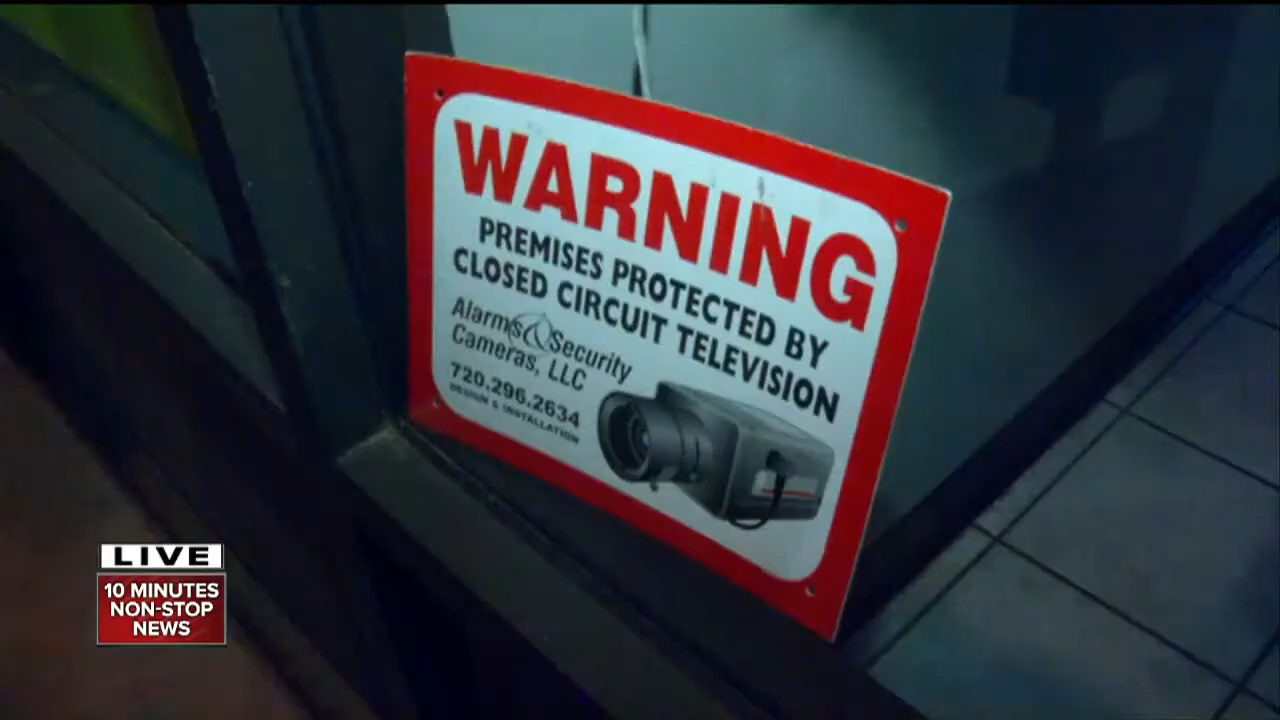 WARNING
PREMISES PROTECTED BY
CLOSED CIRCUIT TELEVISION
Alarms & Security
Cameras, LLC
720.296.2634
DESIGN & INSTALLATION
LIVE
10 MINUTES
NON-STOP
NEWS